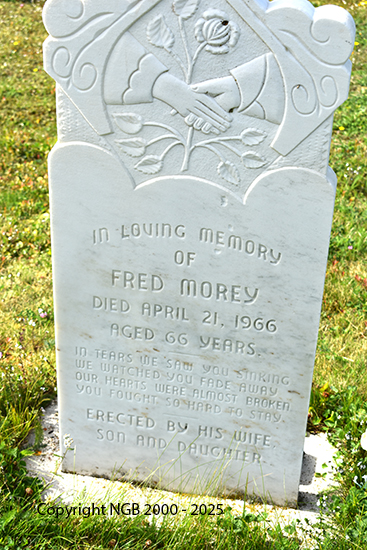 IN LOVING MEMORY
OF
FRED MOREY
DIED APRIL 21, 1966
AGED 66 YEARS.
IN TEARS WE SAW YOU SINKING
WE WATCHED YOU FADE AWAY
OUR HEARTS WERE ALMOST BROKEN
YOU FOUGHT SO HARD TO STAY.
ERECTED BY HIS WIFE,
SON AND DAUGHTER.
Copyright NGB 2000 - 2025